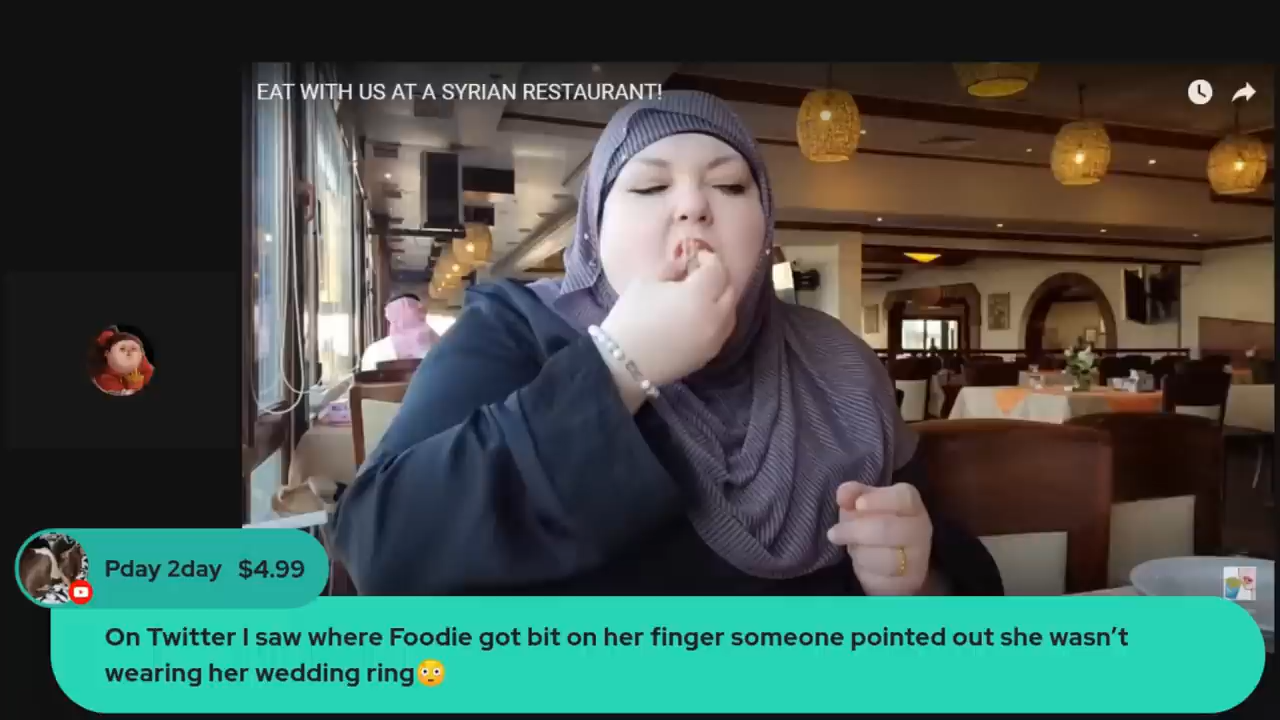 EAT WITH US AT A SYRIAN RESTAURANT!
Pday 2day $4.99
On Twitter I saw where Foodie got bit on her finger someone pointed out she wasn’t
wearing her wedding ring😳